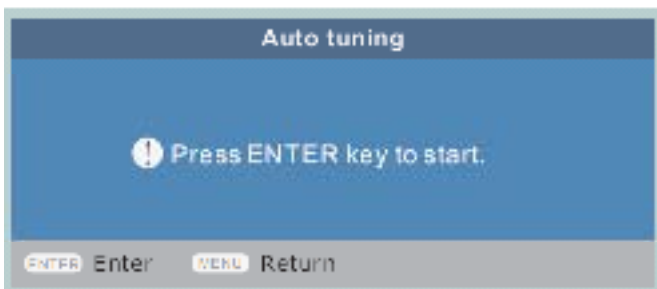 Auto tuning
! Press ENTER key to start.
ENTER Enter MENU Return